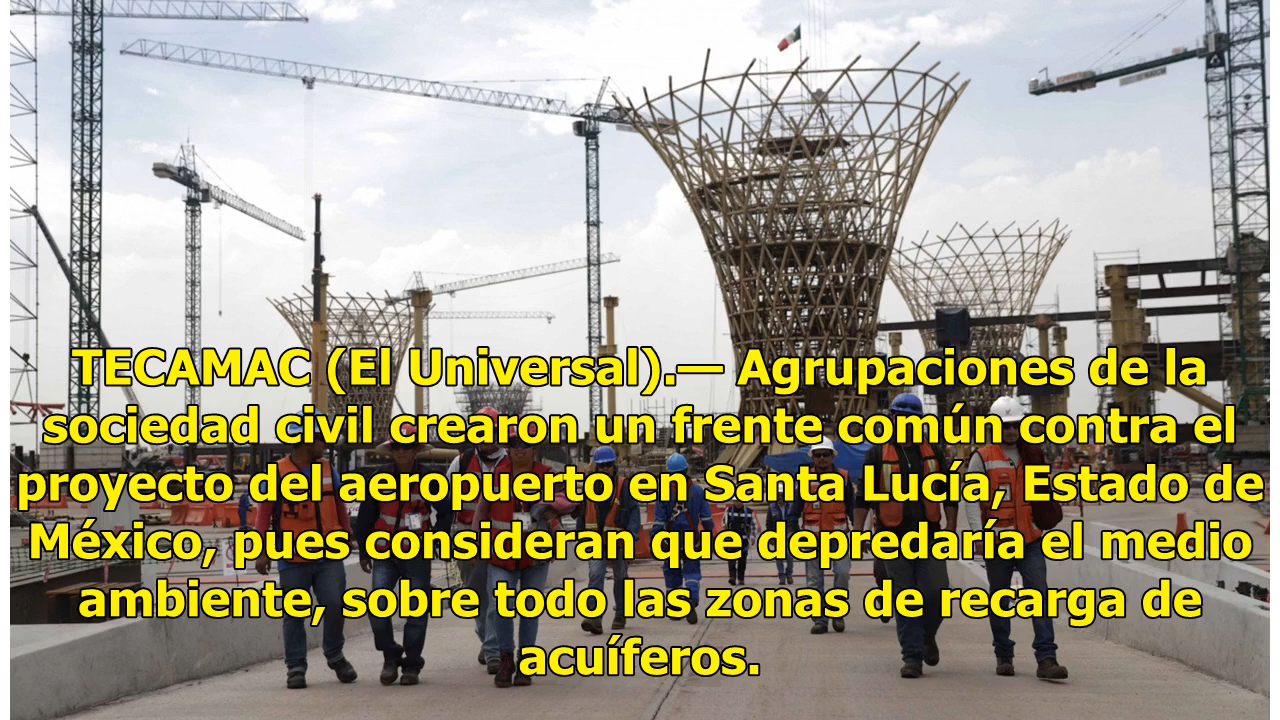 TECAMAC (El Universal).— Agrupaciones de la
sociedad civil crearon un frente común contra el
proyecto del aeropuerto en Santa Lucía, Estado de
México, pues consideran que depredaría el medio
ambiente, sobre todo las zonas de recarga de
acuíferos.